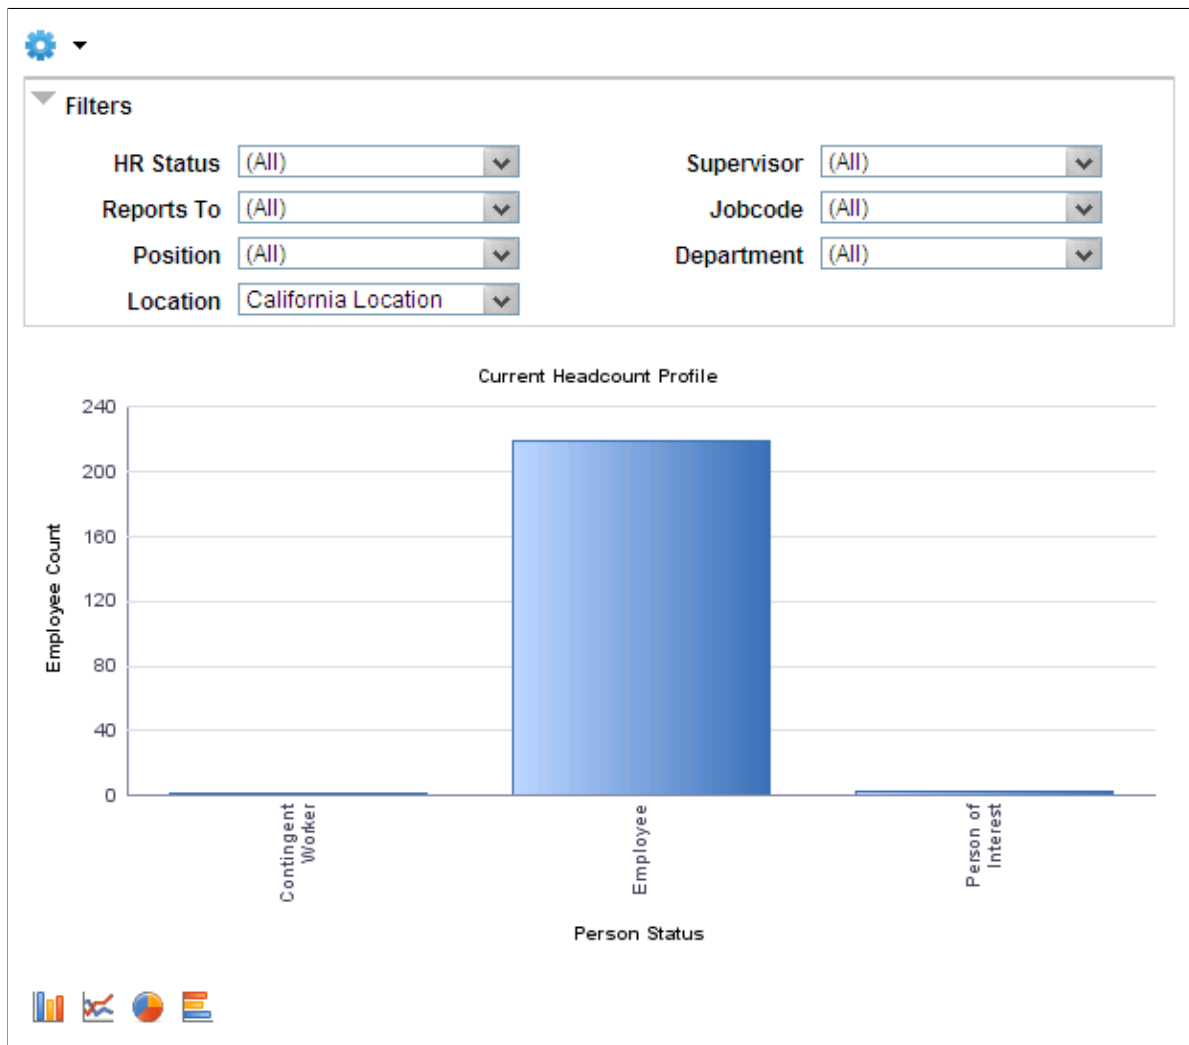 Filters
HR Status (All) Supervisor (All)
Reports To (All) Jobcode (All)
Position (All) Department (All)
Location California Location
Current Headcount Profile
240
200
160
120
80
40
0
Employee Count
Contingent
Worker
Employee
Person of
Interest
Person Status